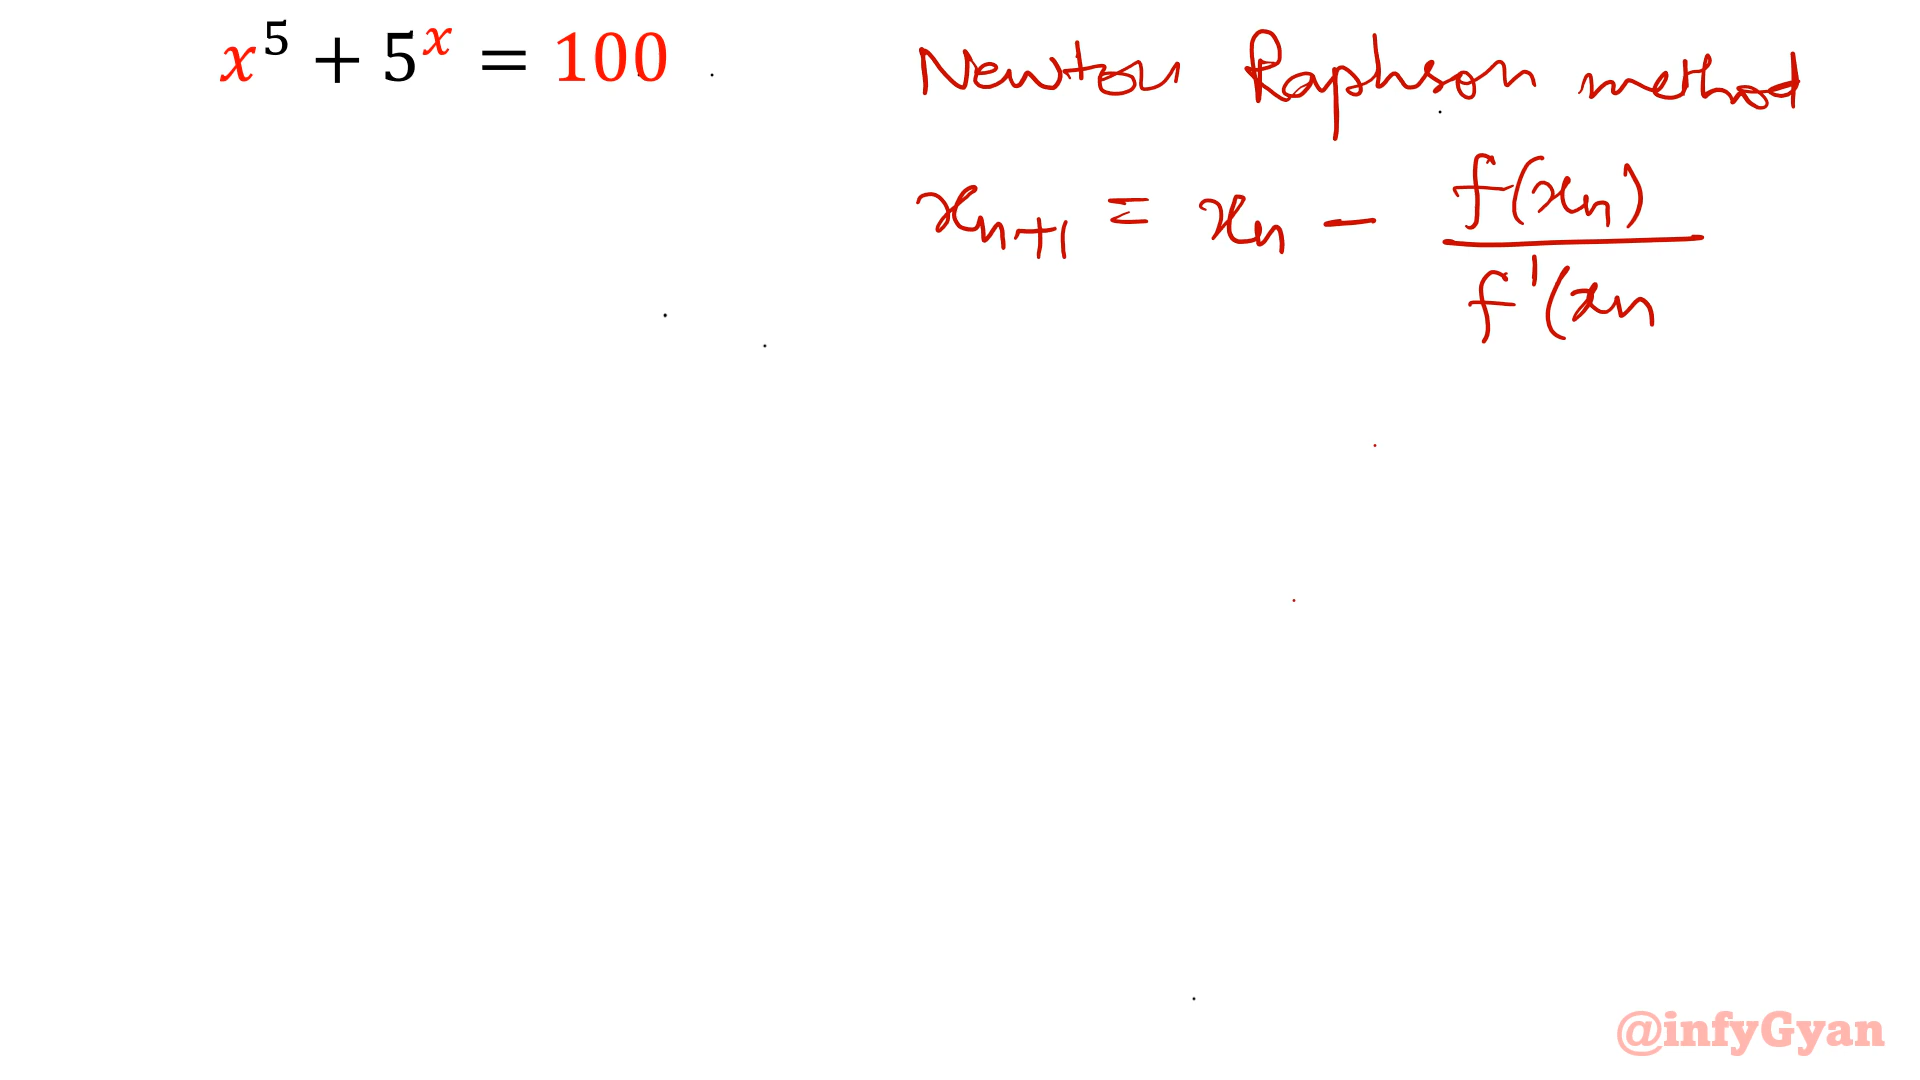 x^5 + 5^x = 100
Newton Raphson method
x_{n+1} = x_n - f(x_n) / f'(x_n
@infyGyan